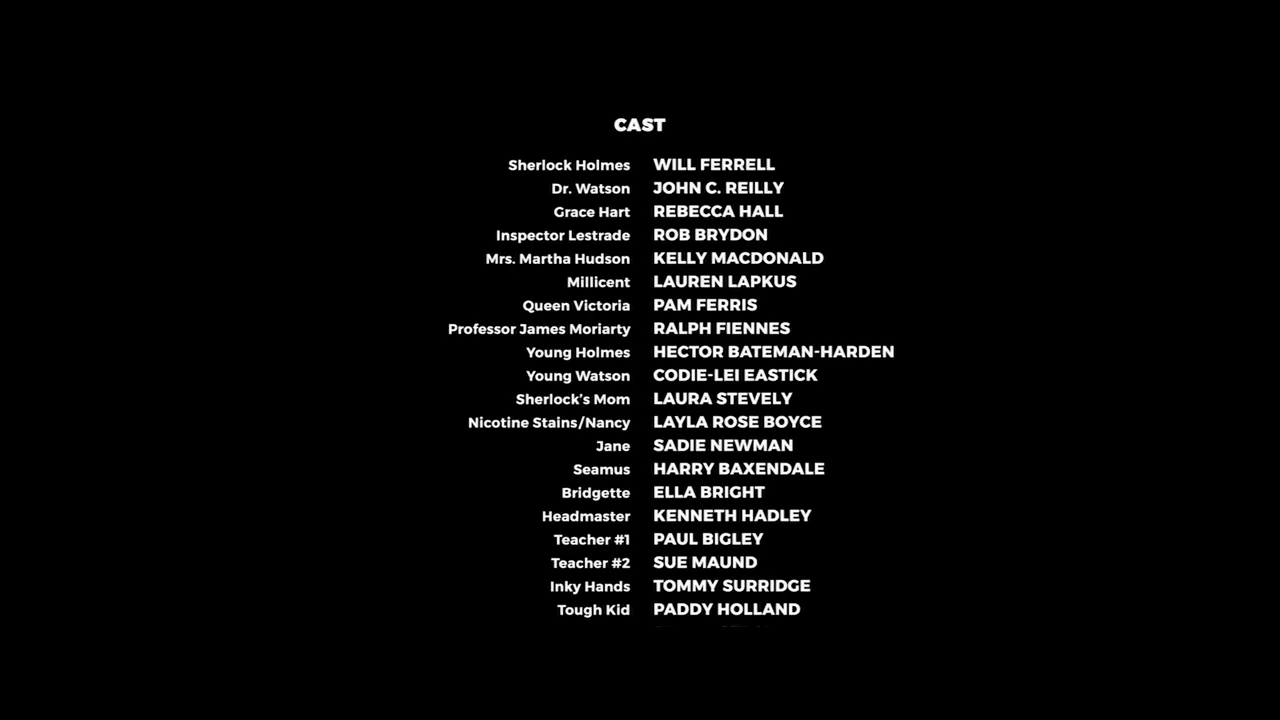 CAST
Sherlock Holmes WILL FERRELL
Dr. Watson JOHN C. REILLY
Grace Hart REBECCA HALL
Inspector Lestrade ROB BRYDON
Mrs. Martha Hudson KELLY MACDONALD
Millicent LAUREN LAPKUS
Queen Victoria PAM FERRIS
Professor James Moriarty RALPH FIENNES
Young Holmes HECTOR BATEMAN-HARDEN
Young Watson CODIE-LEI EASTICK
Sherlock's Mom LAURA STEVELY
Nicotine Stains/Nancy LAYLA ROSE BOYCE
Jane SADIE NEWMAN
Seamus HARRY BAXENDALE
Bridgette ELLA BRIGHT
Headmaster KENNETH HADLEY
Teacher #1 PAUL BIGLEY
Teacher #2 SUE MAUND
Inky Hands TOMMY SURRIDGE
Tough Kid PADDY HOLLAND